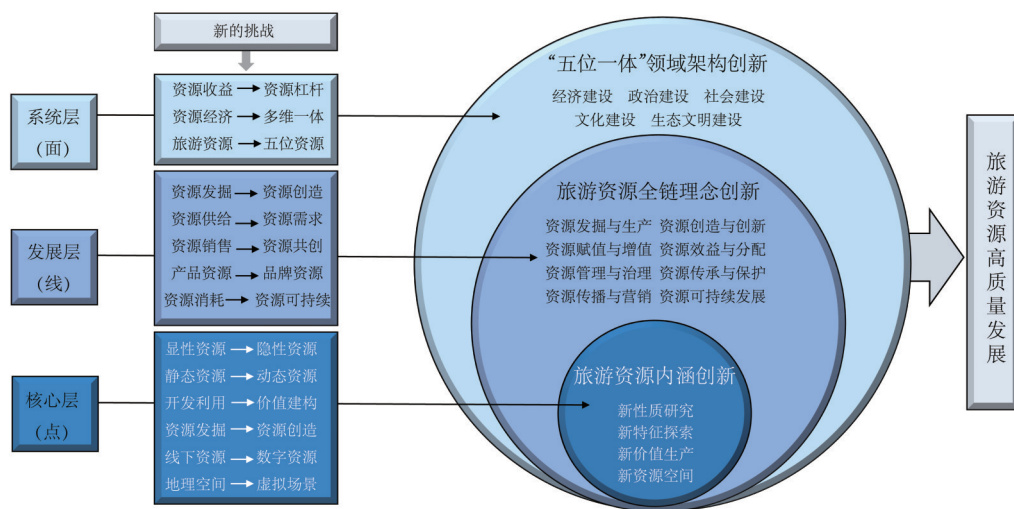 新的挑战
系统层
(面)
资源收益→资源杠杆
资源经济→多维一体
旅游资源→五位资源
发展层
(线)
资源发掘→资源创造
资源供给→资源需求
资源销售→资源共创
产品资源→品牌资源
资源消耗→资源可持续
核心层
(点)
显性资源→隐性资源
静态资源→动态资源
开发利用→价值建构
资源发掘→资源创造
线下资源→数字资源
地理空间→虚拟场景
“五位一体”领域架构创新
经济建设 政治建设 社会建设
文化建设 生态文明建设
旅游资源全链理念创新
资源发掘与生产 资源创造与创新
资源赋值与增值 资源效益与分配
资源管理与治理 资源传承与保护
资源传播与营销 资源可持续发展
旅游资源内涵创新
新性质研究
新特征探索
新价值生产
新资源空间
旅游资源高质量发展